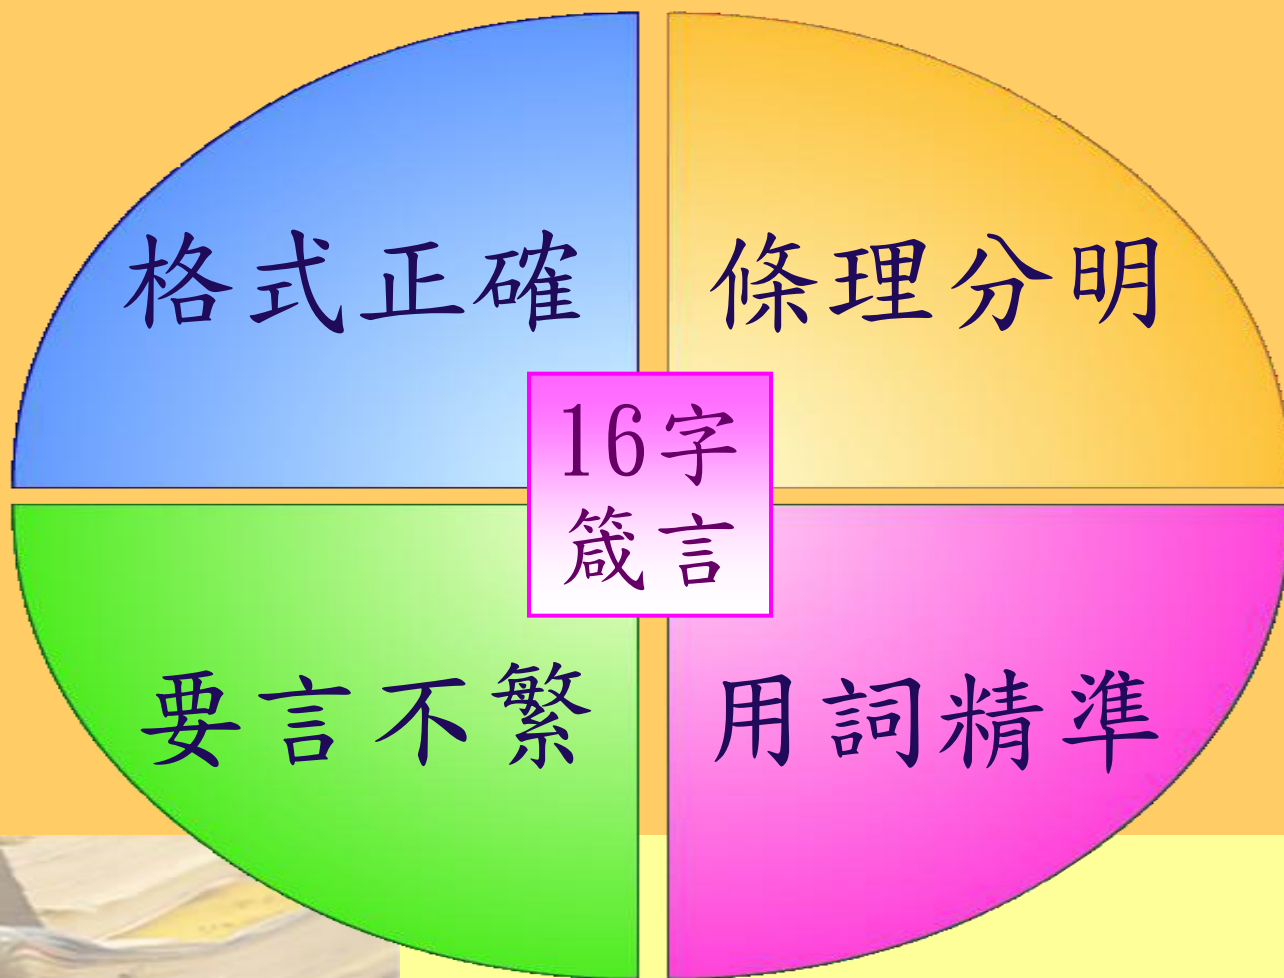 格式正確
條理分明
16字
箴言
要言不繁
用詞精準